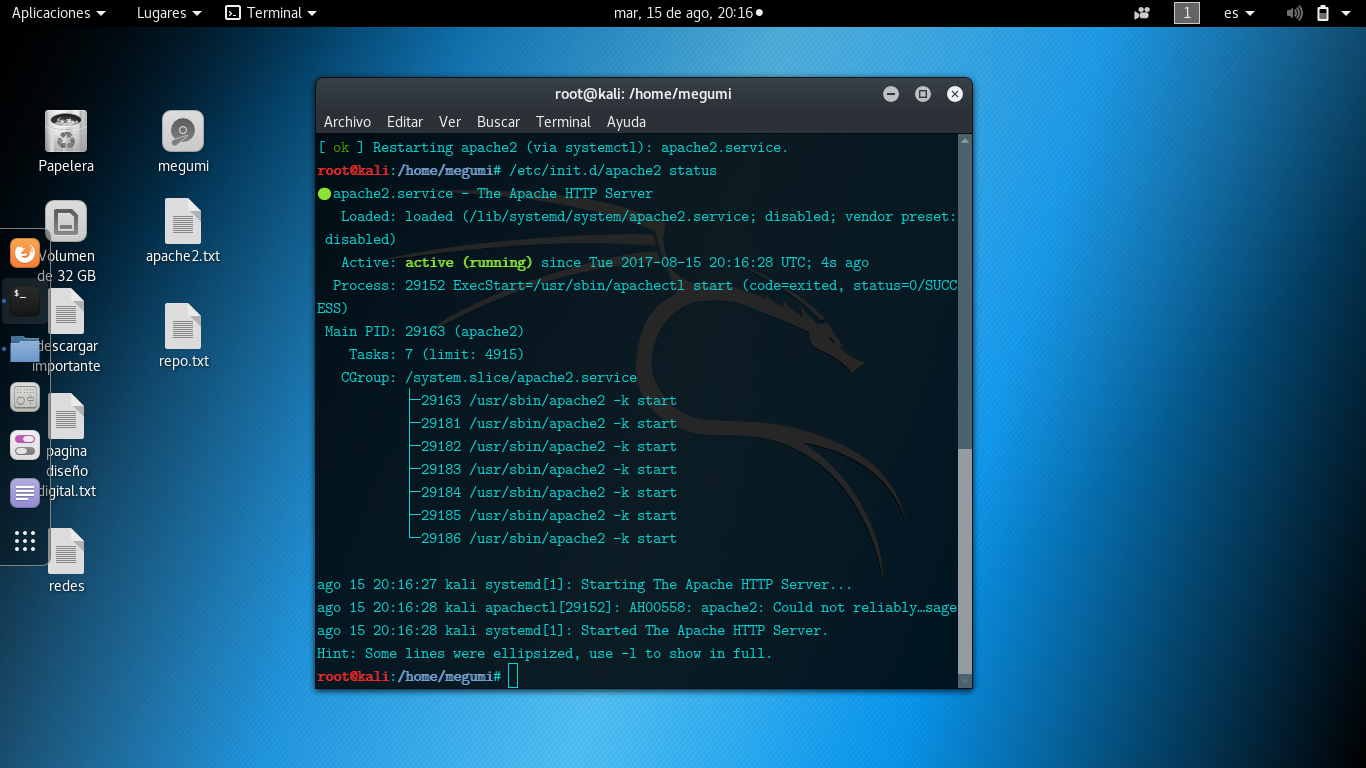 Aplicaciones Lugares Terminal mar, 15 de ago, 20:16 1 es
Papelera
megumi
Volumen
de 32 GB
apache2.txt
descargar
importante
repo.txt
pagina
diseño
digital.txt
redes
root@kali: /home/megumi
Archivo Editar Ver Buscar Terminal Ayuda
[ ok ] Restarting apache2 (via systemctl): apache2.service.
root@kali:/home/megumi# /etc/init.d/apache2 status
● apache2.service - The Apache HTTP Server
Loaded: loaded (/lib/systemd/system/apache2.service; disabled; vendor preset:
disabled)
Active: active (running) since Tue 2017-08-15 20:16:28 UTC; 4s ago
Process: 29152 ExecStart=/usr/sbin/apachectl start (code=exited, status=0/SUCC
ESS)
Main PID: 29163 (apache2)
Tasks: 7 (limit: 4915)
CGroup: /system.slice/apache2.service
├─29163 /usr/sbin/apache2 -k start
├─29181 /usr/sbin/apache2 -k start
├─29182 /usr/sbin/apache2 -k start
├─29183 /usr/sbin/apache2 -k start
├─29184 /usr/sbin/apache2 -k start
├─29185 /usr/sbin/apache2 -k start
└─29186 /usr/sbin/apache2 -k start
ago 15 20:16:27 kali systemd[1]: Starting The Apache HTTP Server...
ago 15 20:16:28 kali apachectl[29152]: AH00558: apache2: Could not reliably…sage
ago 15 20:16:28 kali systemd[1]: Started The Apache HTTP Server.
Hint: Some lines were ellipsized, use -l to show in full.
root@kali:/home/megumi#